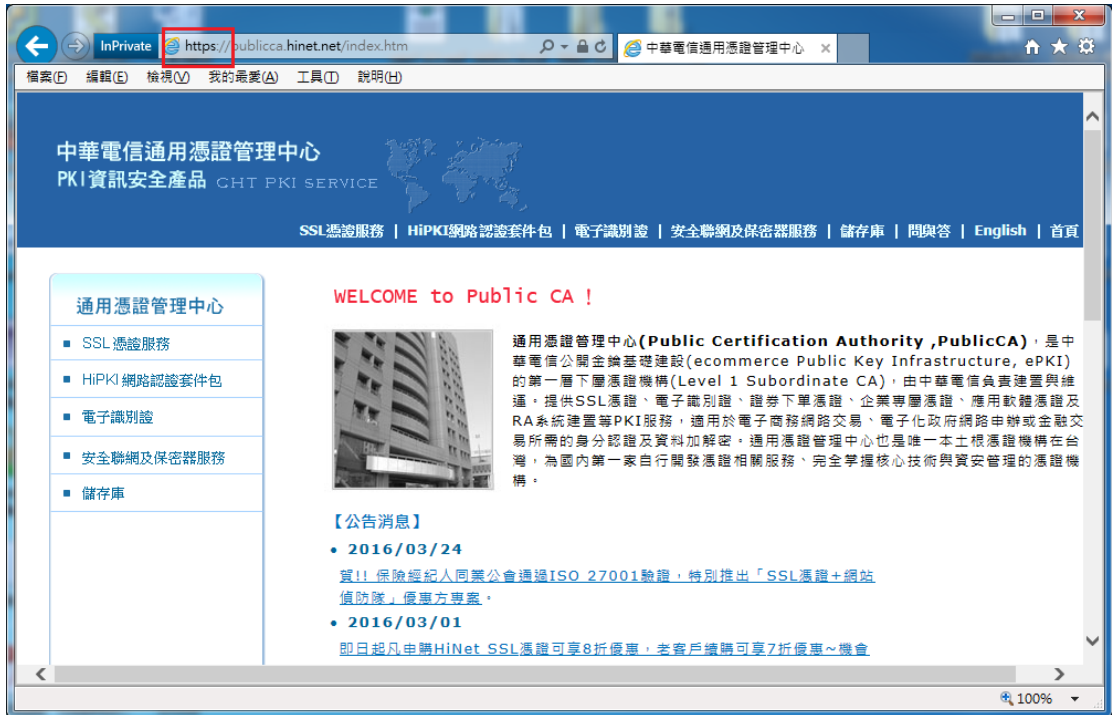 InPrivate https://publicca.hinet.net/index.htm 中華電信通用憑證管理中心
檔案(F) 編輯(E) 檢視(V) 我的最愛(A) 工具(T) 說明(H)
中華電信通用憑證管理中心
PKI資訊安全產品 CHT PKI SERVICE
SSL憑證服務 | HiPKI網路認證套件包 | 電子識別證 | 安全聯網及保密器服務 | 儲存庫 | 問與答 | English | 首頁
通用憑證管理中心
SSL憑證服務
HiPKI網路認證套件包
電子識別證
安全聯網及保密器服務
儲存庫
WELCOME to Public CA !
通用憑證管理中心(Public Certification Authority ,PublicCA)，是中
華電信公開金鑰基礎建設(ecommerce Public Key Infrastructure, ePKI)
的第一層下屬憑證機構(Level 1 Subordinate CA)，由中華電信負責建置與維
運。提供SSL憑證、電子識別證、證券下單憑證、企業專屬憑證、應用軟體憑證及
RA系統建置等PKI服務，適用於電子商務網路交易、電子化政府網路申辦或金融交
易所需的身分認證及資料加解密。通用憑證管理中心也是唯一本土根憑證機構在台
灣，為國內第一家自行開發憑證相關服務、完全掌握核心技術與資安管理的憑證機
構。
【公告消息】
2016/03/24
賀!! 保險經紀人同業公會通過ISO 27001驗證，特別推出「SSL憑證+網站
偵防隊」優惠方專案。
2016/03/01
即日起凡申購HiNet SSL憑證可享8折優惠，老客戶續購可享7折優惠~機會
100%